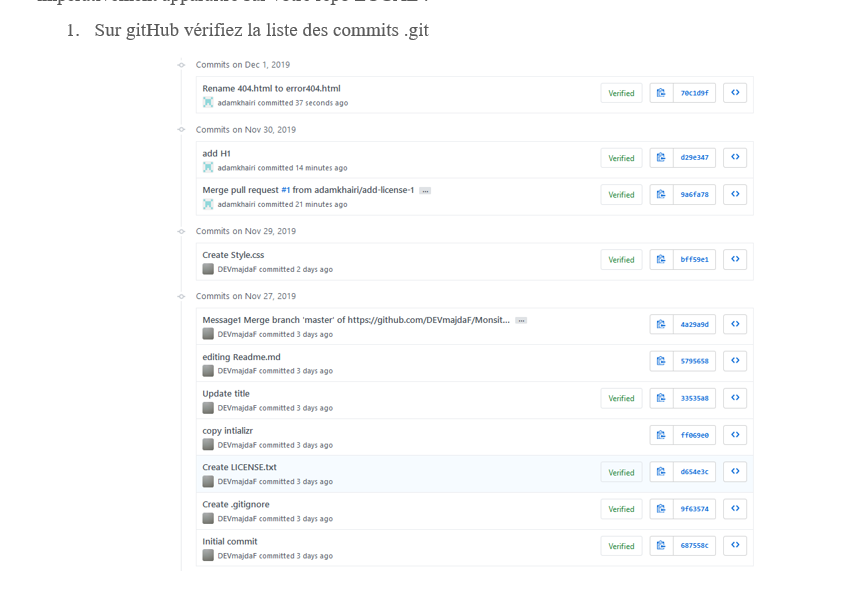 impérativement apparaître sur votre repo LOCAL !
1. Sur gitHub vérifiez la liste des commits .git
Commits on Dec 1, 2019
Rename 404.html to error404.html
adamkhairi committed 37 seconds ago
Verified 70c1d9f
Commits on Nov 30, 2019
add H1
adamkhairi committed 14 minutes ago
Verified d29e347
Merge pull request #1 from adamkhairi/add-license-1 ...
adamkhairi committed 21 minutes ago
Verified 9a6fa78
Commits on Nov 29, 2019
Create Style.css
DEVmajdaF committed 2 days ago
Verified bff59e1
Commits on Nov 27, 2019
Message1 Merge branch 'master' of https://github.com/DEVmajdaF/Monsit... ...
DEVmajdaF committed 3 days ago
4a29a9d
editing Readme.md
DEVmajdaF committed 3 days ago
5795658
Update title
DEVmajdaF committed 3 days ago
Verified 33535a8
copy intializr
DEVmajdaF committed 3 days ago
ff069e0
Create LICENSE.txt
DEVmajdaF committed 3 days ago
Verified d654e3c
Create .gitignore
DEVmajdaF committed 3 days ago
Verified 9f63574
Initial commit
DEVmajdaF committed 3 days ago
Verified 687558c